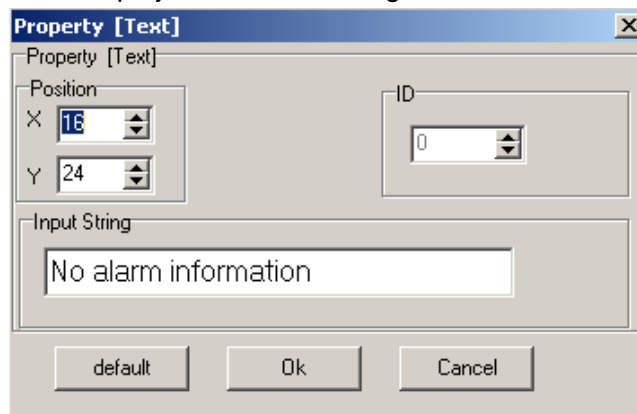 Property [Text]
Property [Text]
Position
ID
X 16
0
Y 24
Input String
No alarm information
default Ok Cancel